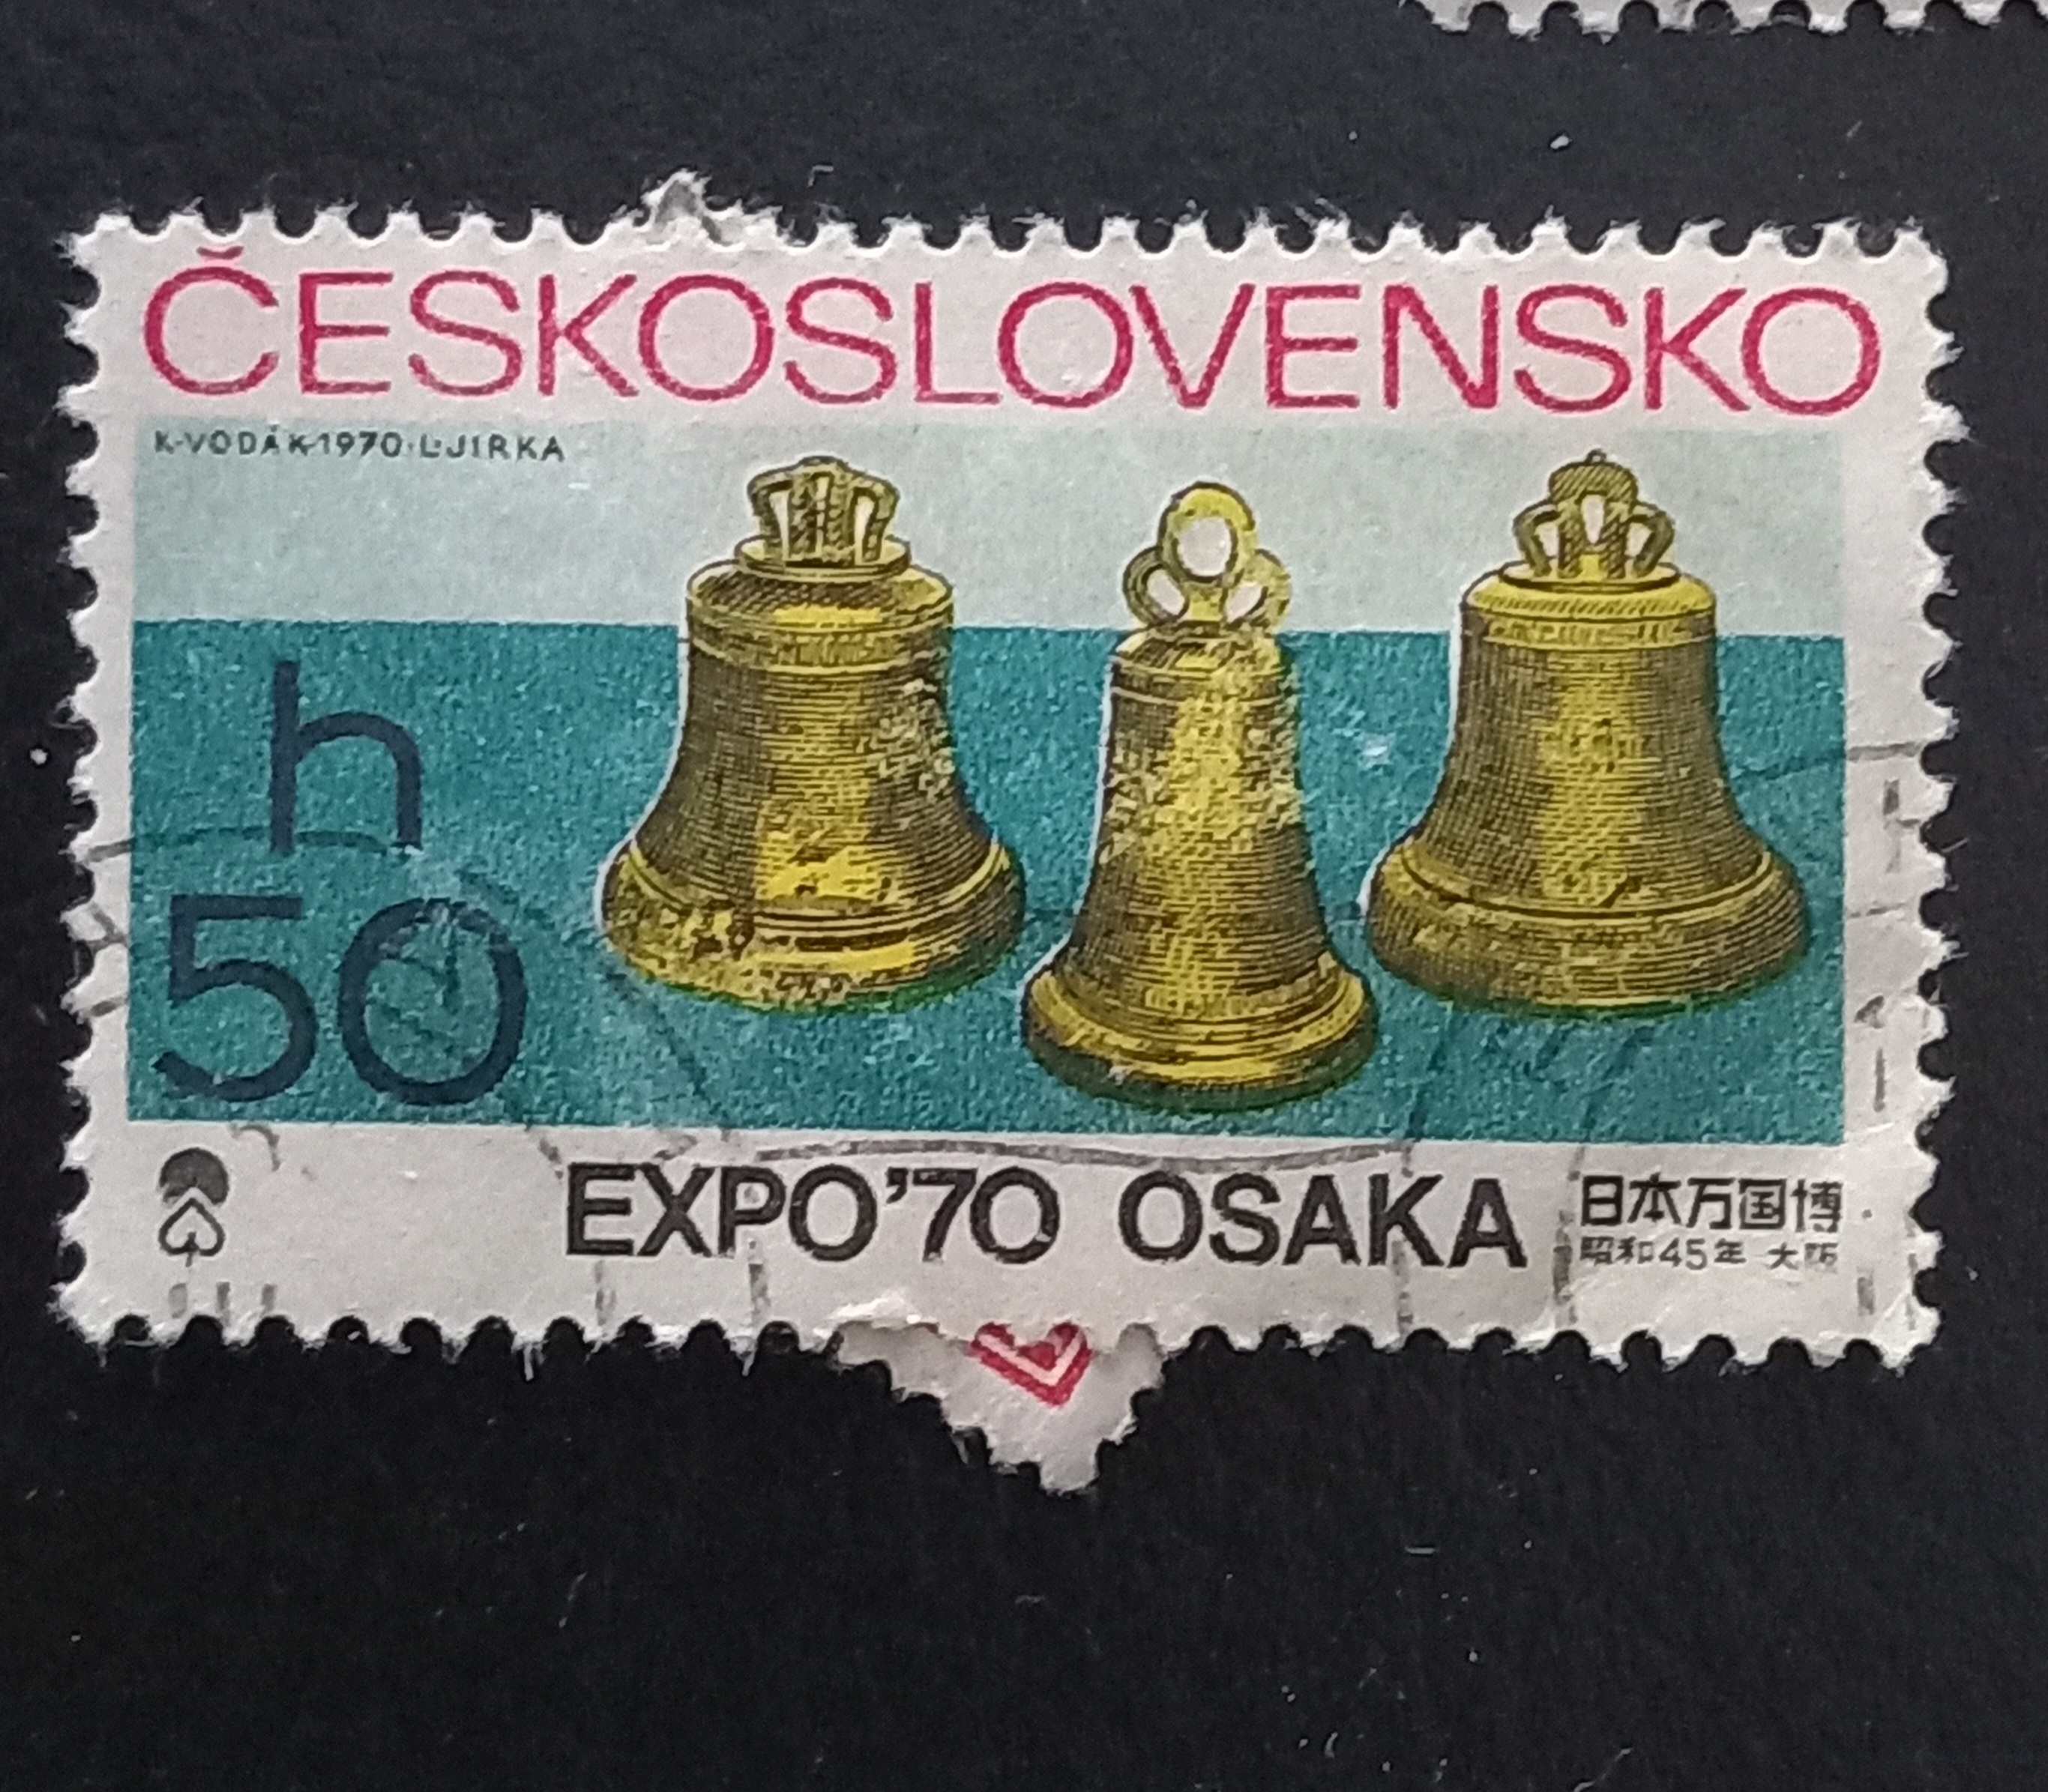 ČESKOSLOVENSKO
K·VODÁK·1970·L·JIRKA
h
50
EXPO'70 OSAKA
日本万国博
昭和45年 大阪